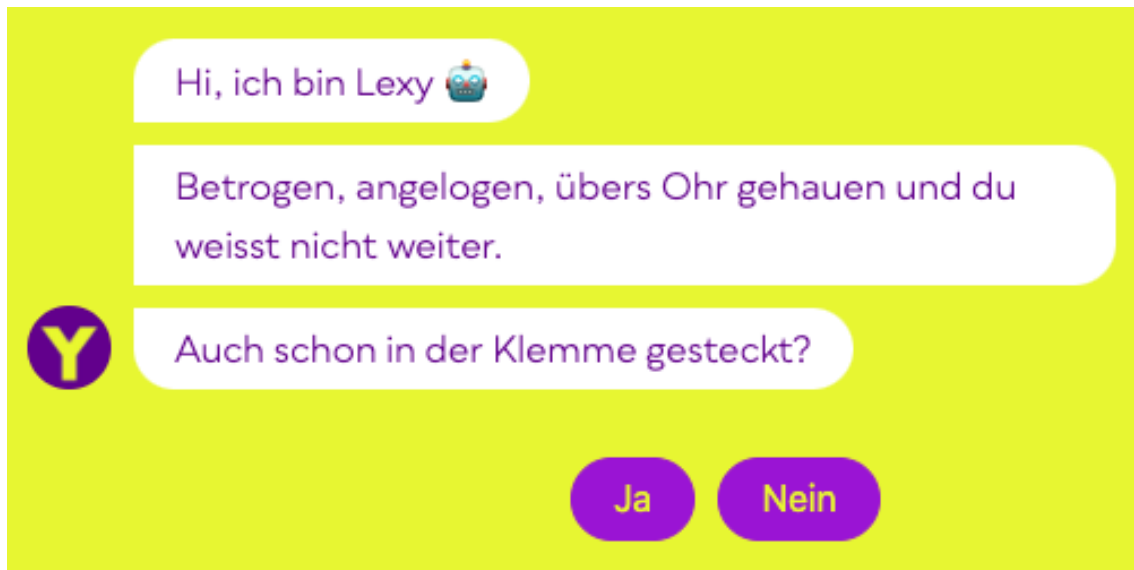 Hi, ich bin Lexy 🤖
Betrogen, angelogen, übers Ohr gehauen und du
weisst nicht weiter.
Y
Auch schon in der Klemme gesteckt?
Ja
Nein